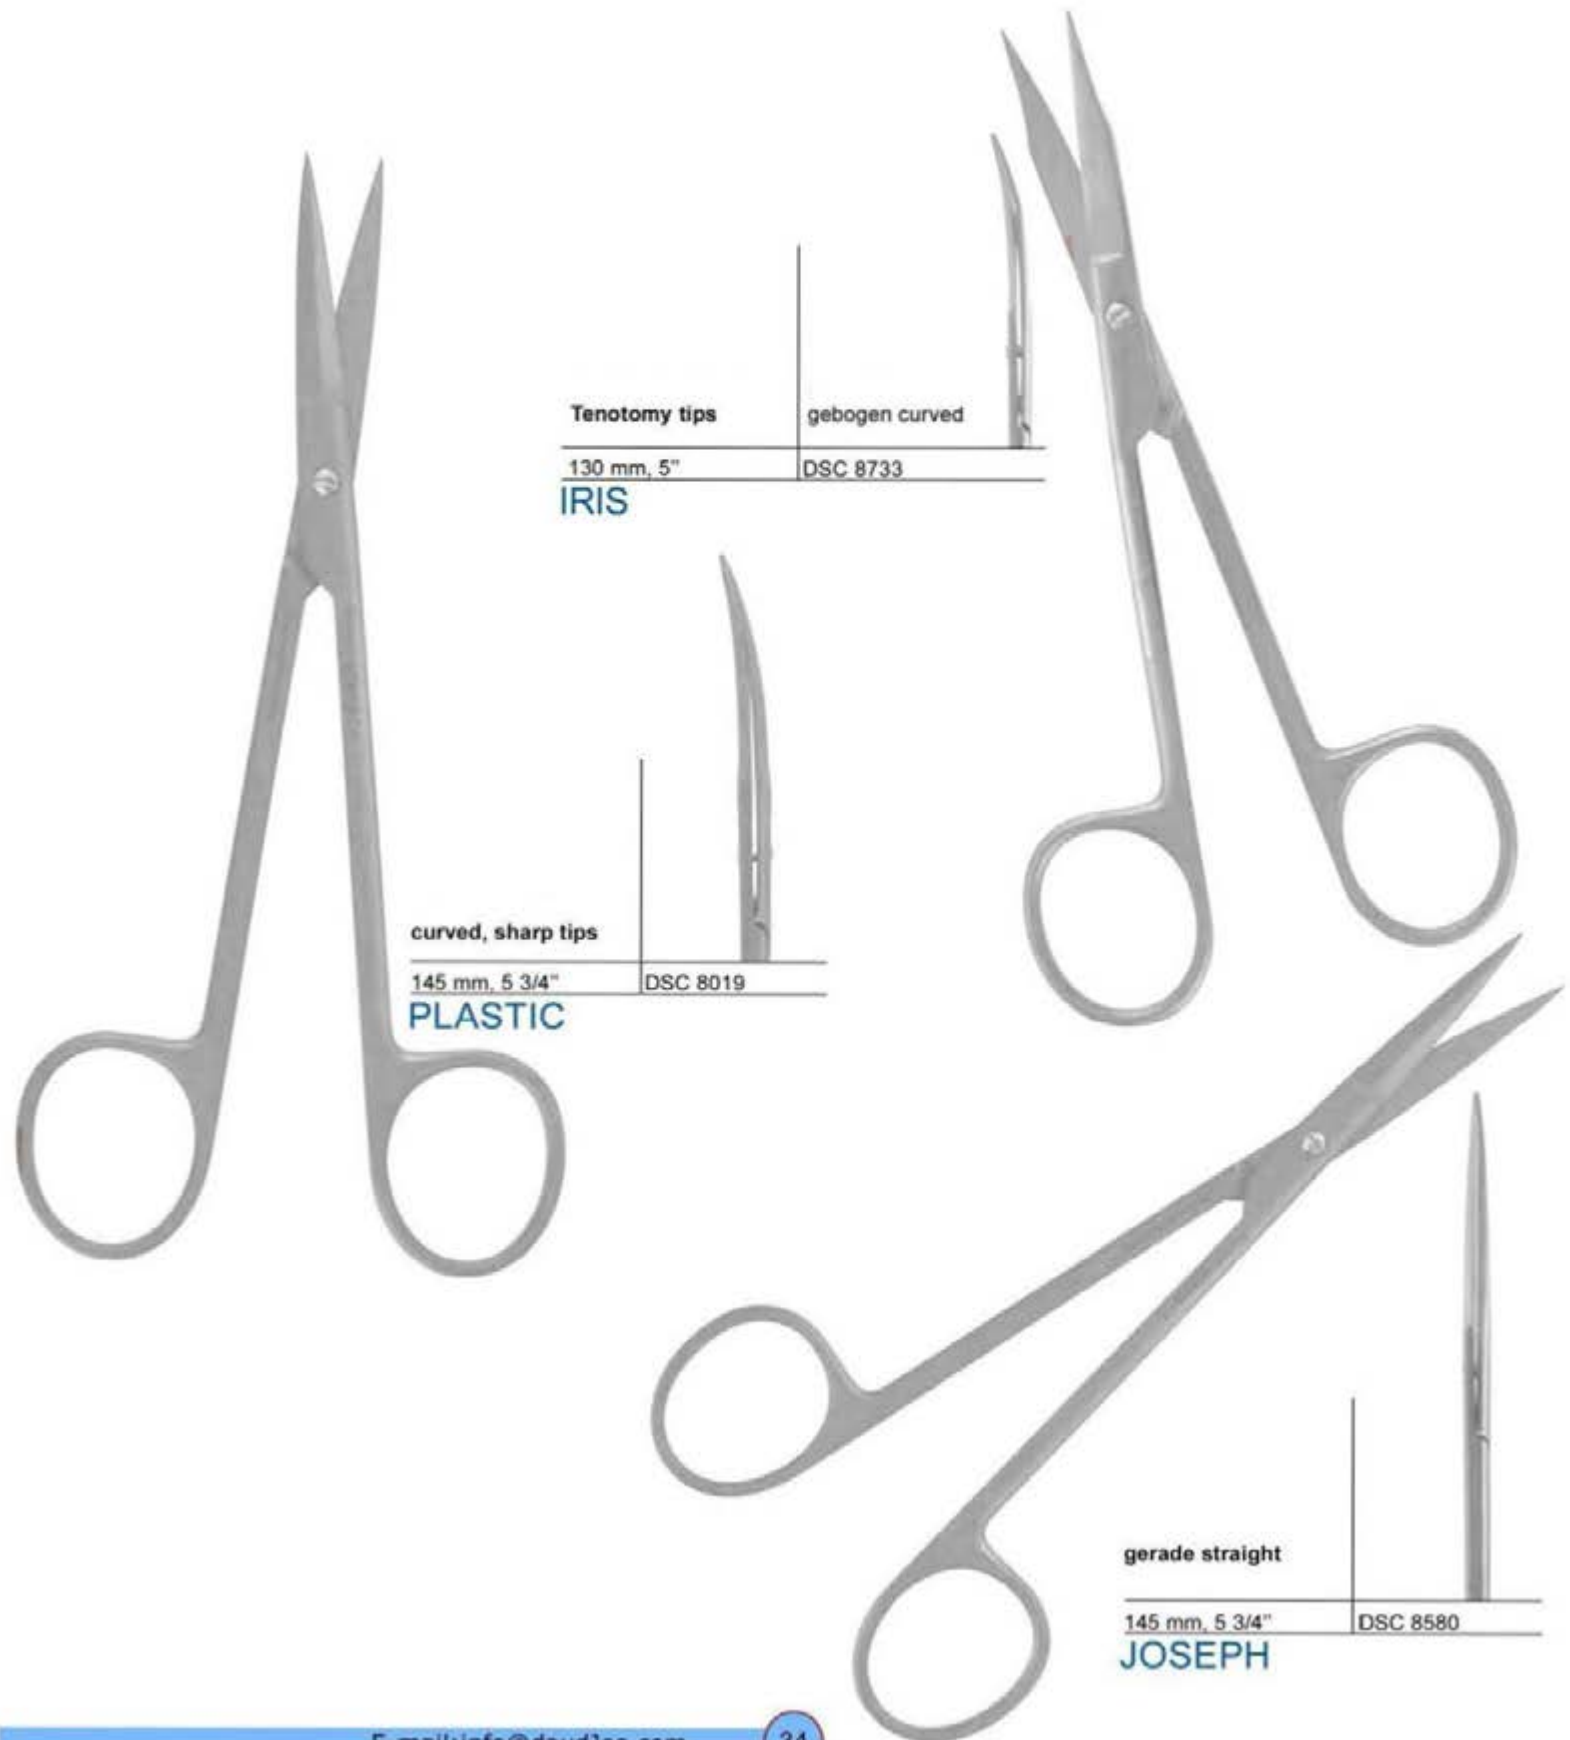 Tenotomy tips gebogen curved
130 mm, 5" DSC 8733
IRIS
curved, sharp tips
145 mm, 5 3/4" DSC 8019
PLASTIC
gerade straight
145 mm, 5 3/4" DSC 8580
JOSEPH
34